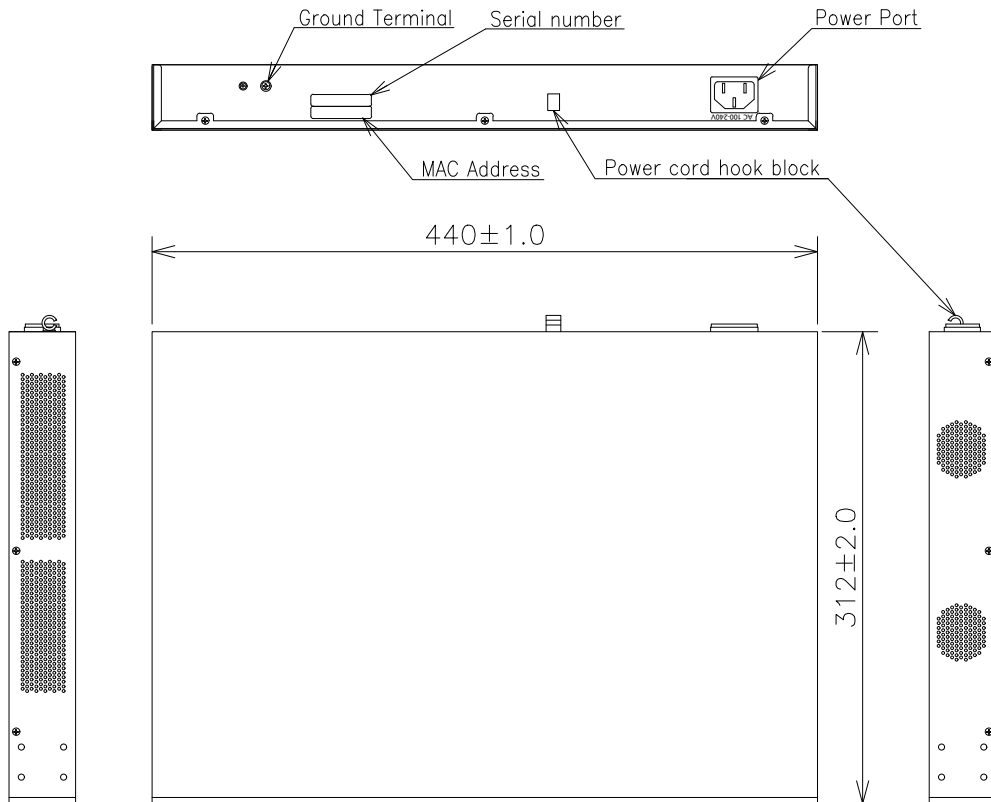 Ground Terminal
Serial number
Power Port
AC 100-240V
MAC Address
Power cord hook block
440±1.0
312±2.0